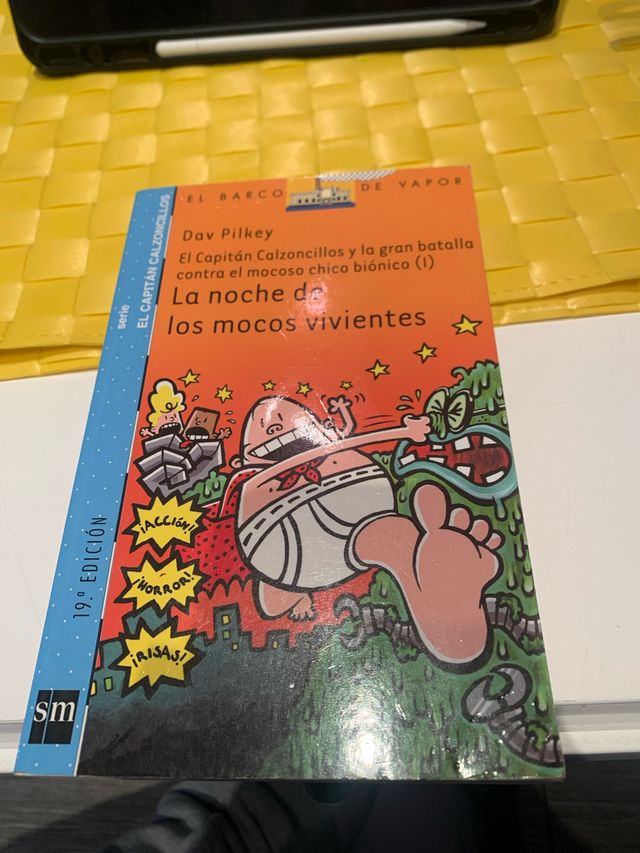 EL BARCO DE VAPOR
Dav Pilkey
El Capitán Calzoncillos y la gran batalla
contra el mocoso chico biónico (I)
La noche de
los mocos vivientes
serie
EL CAPITÁN CALZONCILLOS
¡ACCIÓN!
¡HORROR!
¡RISAS!
19.ª EDICIÓN
sm